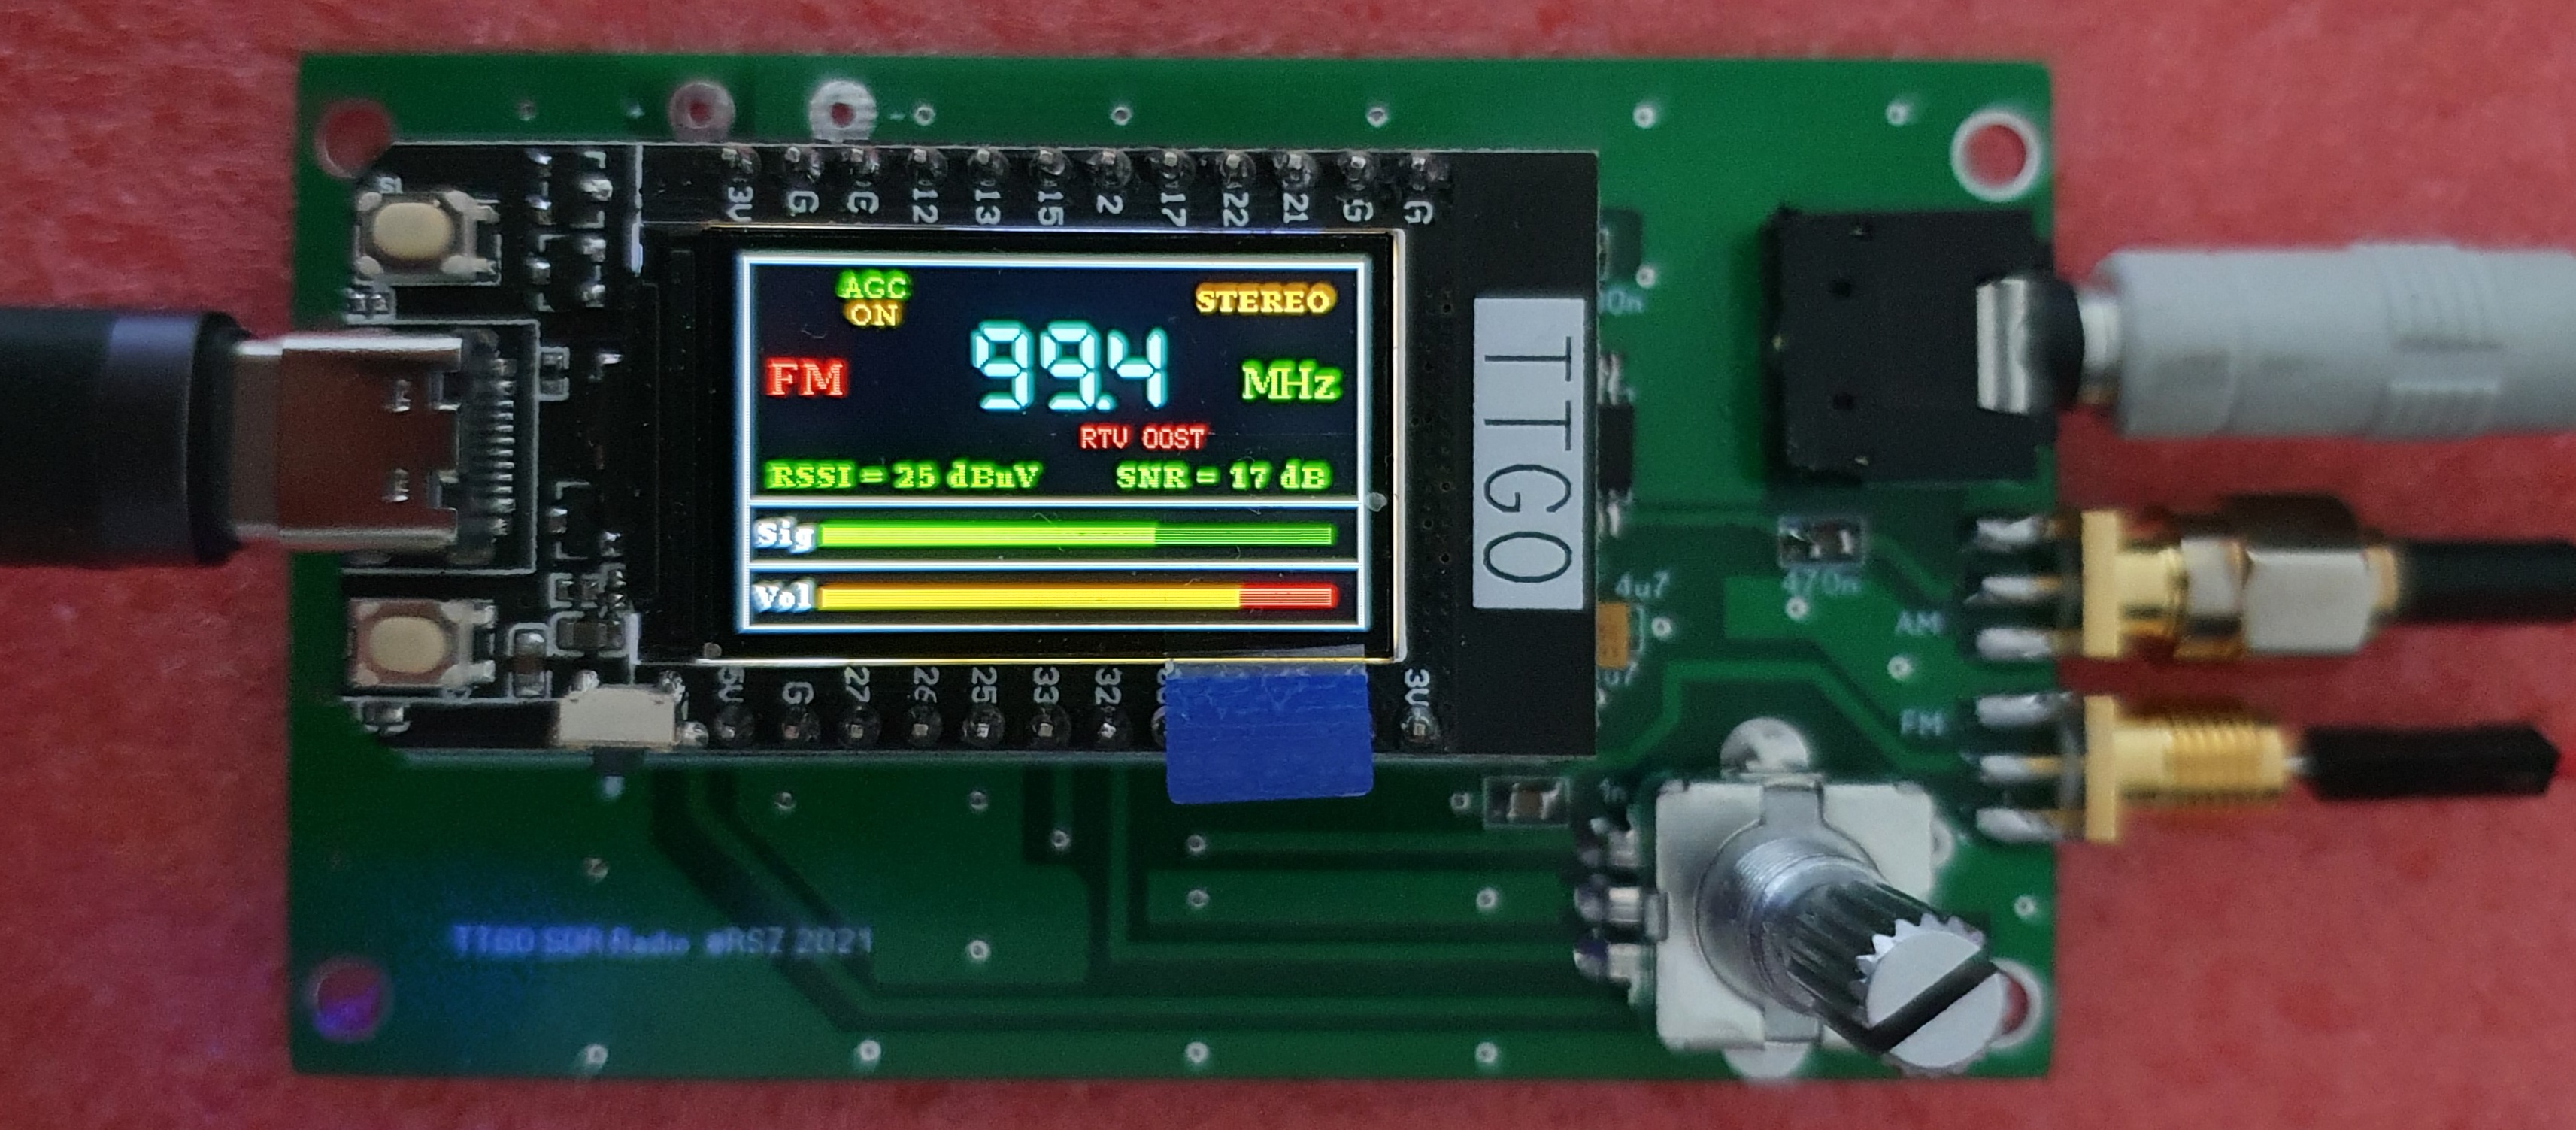 S1
3V G G 12 13 15 2 17 22 21 G G
AGC
ON
STEREO
FM 99.4 MHz
RTV OOST
RSSI = 25 dBuV SNR = 17 dB
Sig
Vol
TTGO
4u7
470n
AM
FM
5V G 27 26 25 33 32 3V
1n
TTGO SDR Radio @RSZ 2021